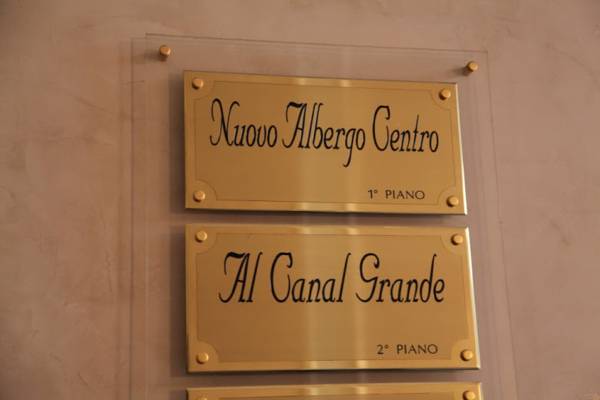 Nuovo Albergo Centro
1° PIANO
Al Canal Grande
2° PIANO